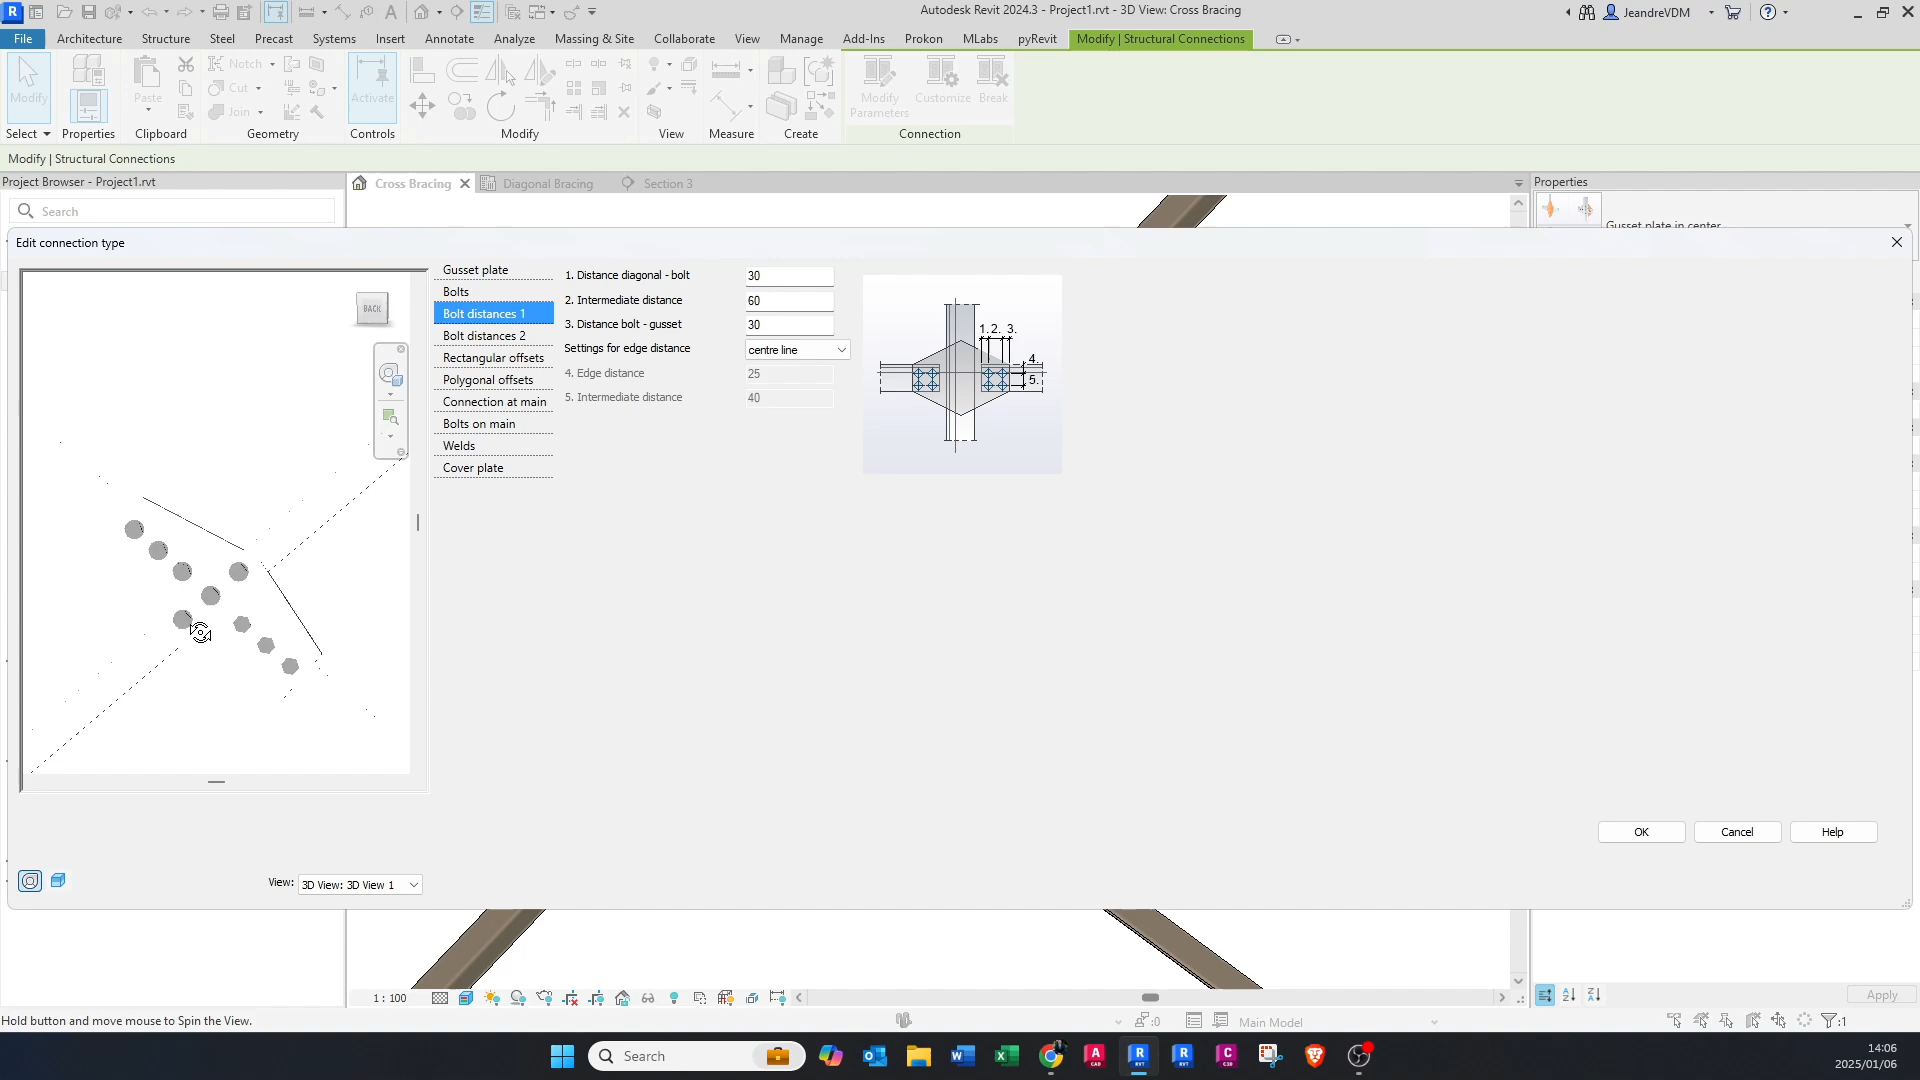 Autodesk Revit 2024.3 - Project1.rvt - 3D View: Cross Bracing
JeandreVDM
File
Architecture
Structure
Steel
Precast
Systems
Insert
Annotate
Analyze
Massing & Site
Collaborate
View
Manage
Add-Ins
Prokon
MLabs
pyRevit
Modify | Structural Connections
Modify
Paste
Notch
Cut
Join
Activate
Modify Parameters
Customize
Break
Select
Properties
Clipboard
Geometry
Controls
Modify
View
Measure
Create
Connection
Modify | Structural Connections
Project Browser - Project1.rvt
Search
Cross Bracing
Diagonal Bracing
Section 3
Properties
Gusset plate in center
Edit connection type
BACK
Gusset plate
Bolts
Bolt distances 1
Bolt distances 2
Rectangular offsets
Polygonal offsets
Connection at main
Bolts on main
Welds
Cover plate
1. Distance diagonal - bolt 30
2. Intermediate distance 60
3. Distance bolt - gusset 30
Settings for edge distance centre line
4. Edge distance 25
5. Intermediate distance 40
1. 2. 3.
4.
5.
OK
Cancel
Help
View: 3D View: 3D View 1
1 : 100
Apply
Hold button and move mouse to Spin the View.
:0
Main Model
:1
Search
14:06
2025/01/06